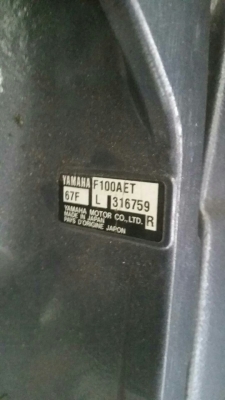 YAMAHA F100AET
67F L 316759
YAMAHA MOTOR CO., LTD. R
MADE IN JAPAN
PAYS D'ORIGINE JAPON